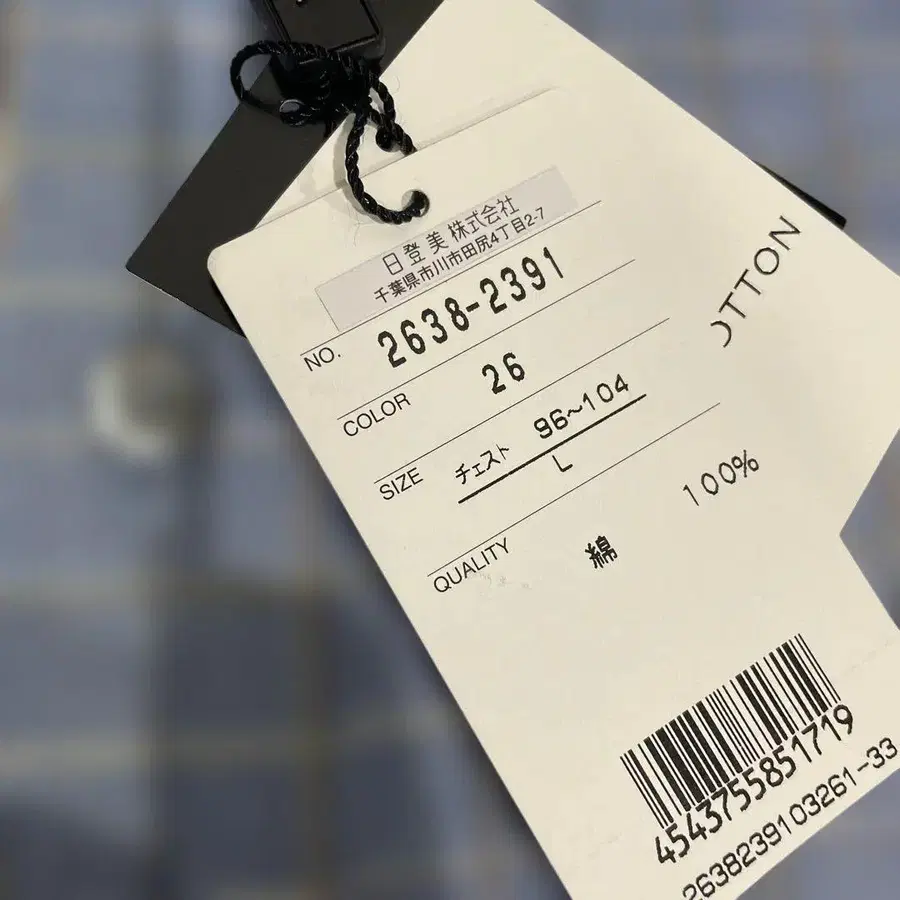 日登美株式会社
千葉県市川市田尻4丁目2-7
NO. 2638-2391
COLOR 26
SIZE チェスト 96~104
L
QUALITY 綿 100%
4543755851719
2638239103261-33
OTTON